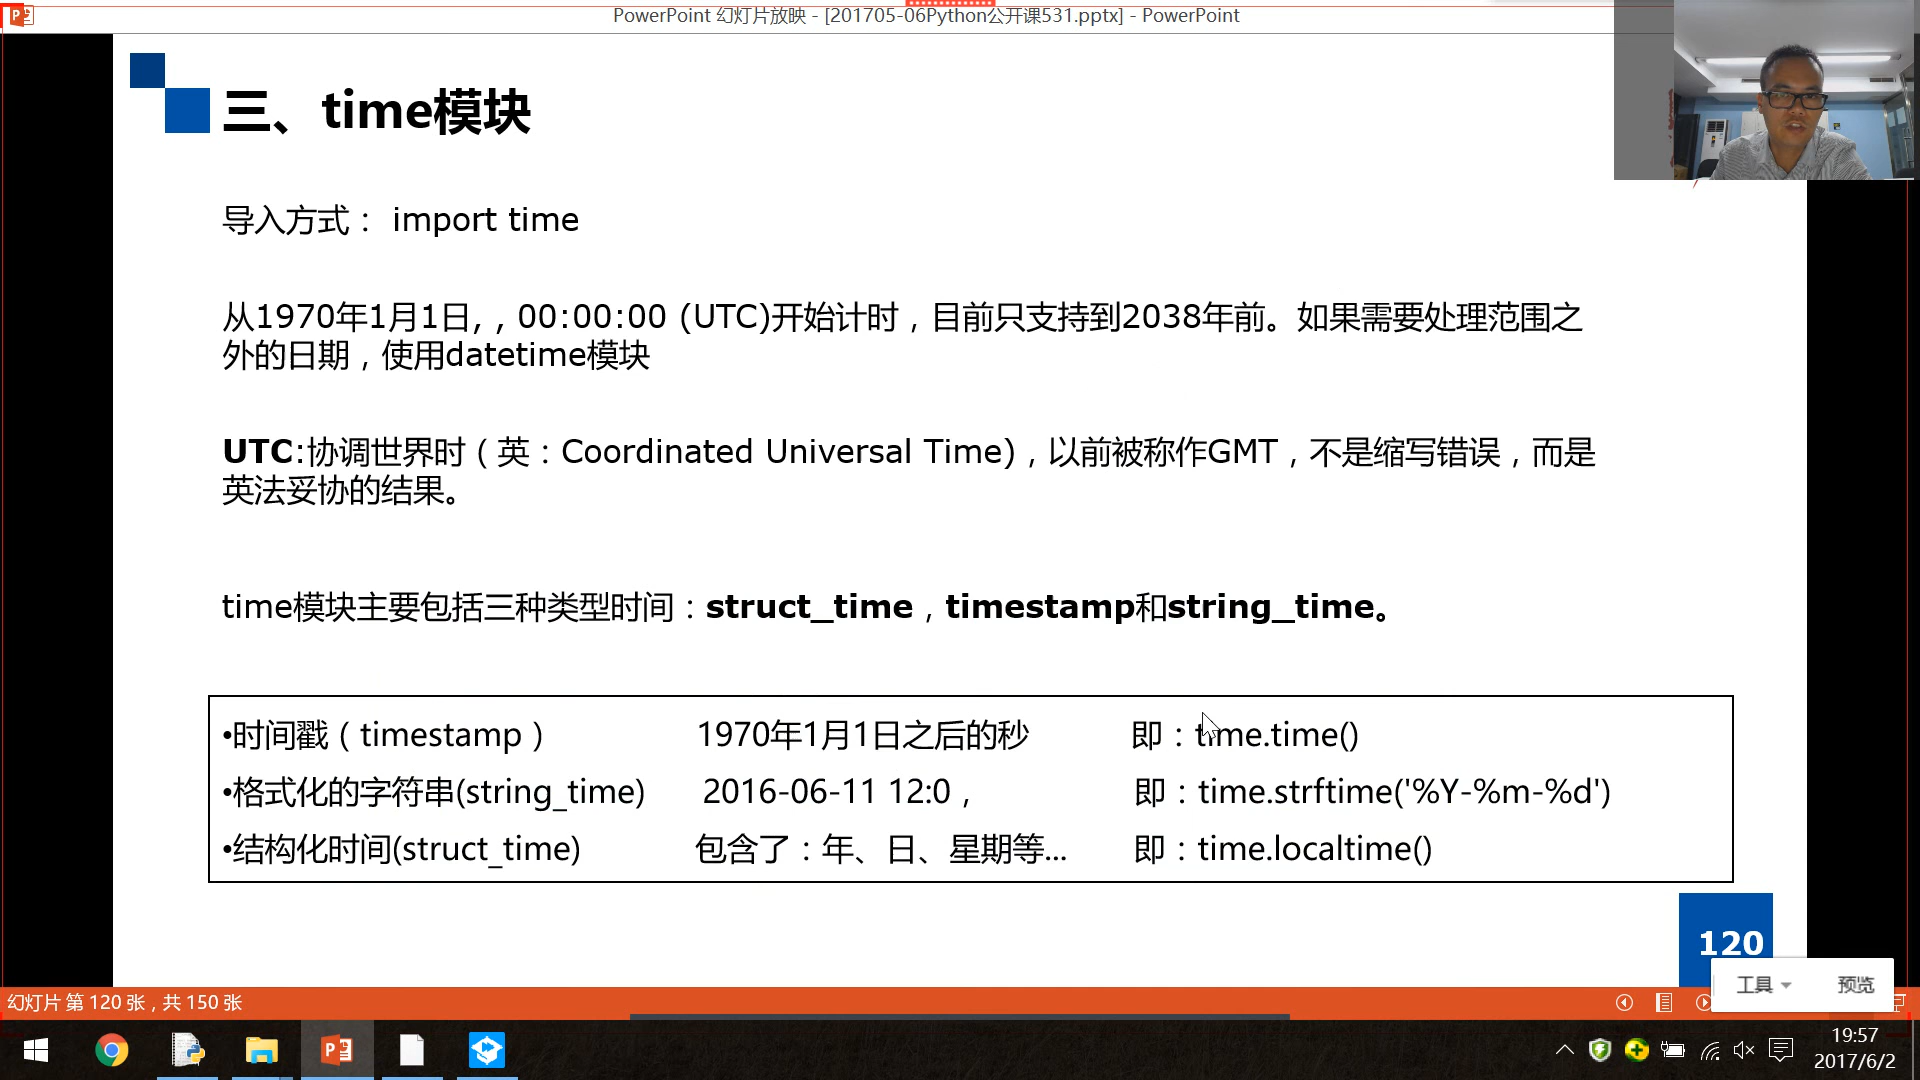 PowerPoint 幻灯片放映 - [201705-06Python公开课531.pptx] - PowerPoint
三、time模块
导入方式： import time
从1970年1月1日, , 00:00:00 (UTC)开始计时，目前只支持到2038年前。如果需要处理范围之
外的日期，使用datetime模块
UTC:协调世界时（英：Coordinated Universal Time)，以前被称作GMT，不是缩写错误，而是
英法妥协的结果。
time模块主要包括三种类型时间：struct_time，timestamp和string_time。
•时间戳（timestamp） 1970年1月1日之后的秒 即：time.time()
•格式化的字符串(string_time) 2016-06-11 12:0， 即：time.strftime('%Y-%m-%d')
•结构化时间(struct_time) 包含了：年、日、星期等... 即：time.localtime()
120
工具 预览
幻灯片 第 120 张，共 150 张
19:57
2017/6/2